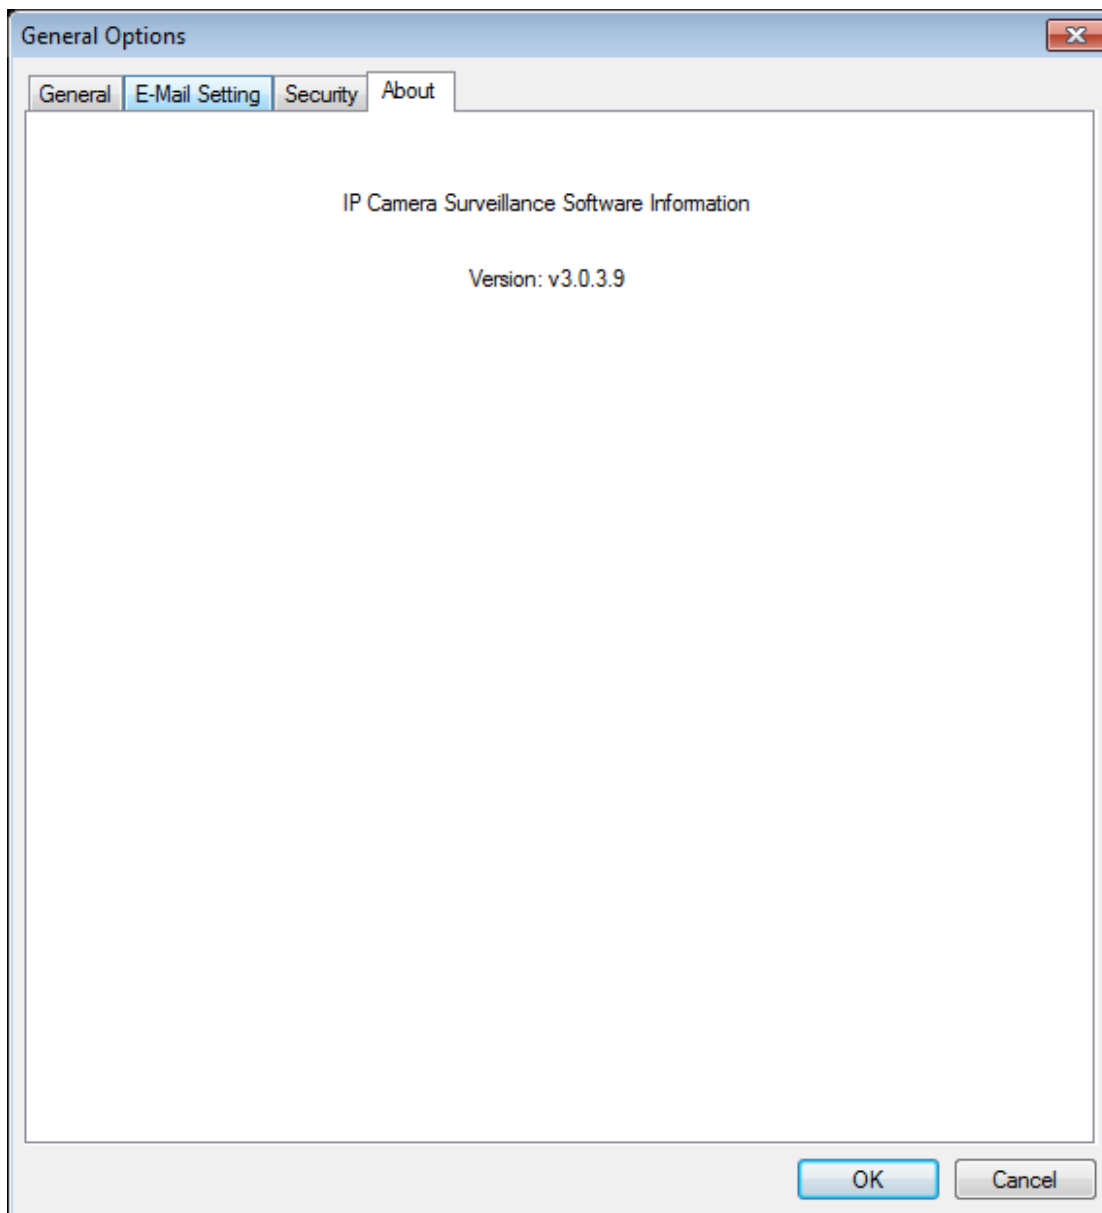 General Options
General E-Mail Setting Security About
IP Camera Surveillance Software Information
Version: v3.0.3.9
OK Cancel